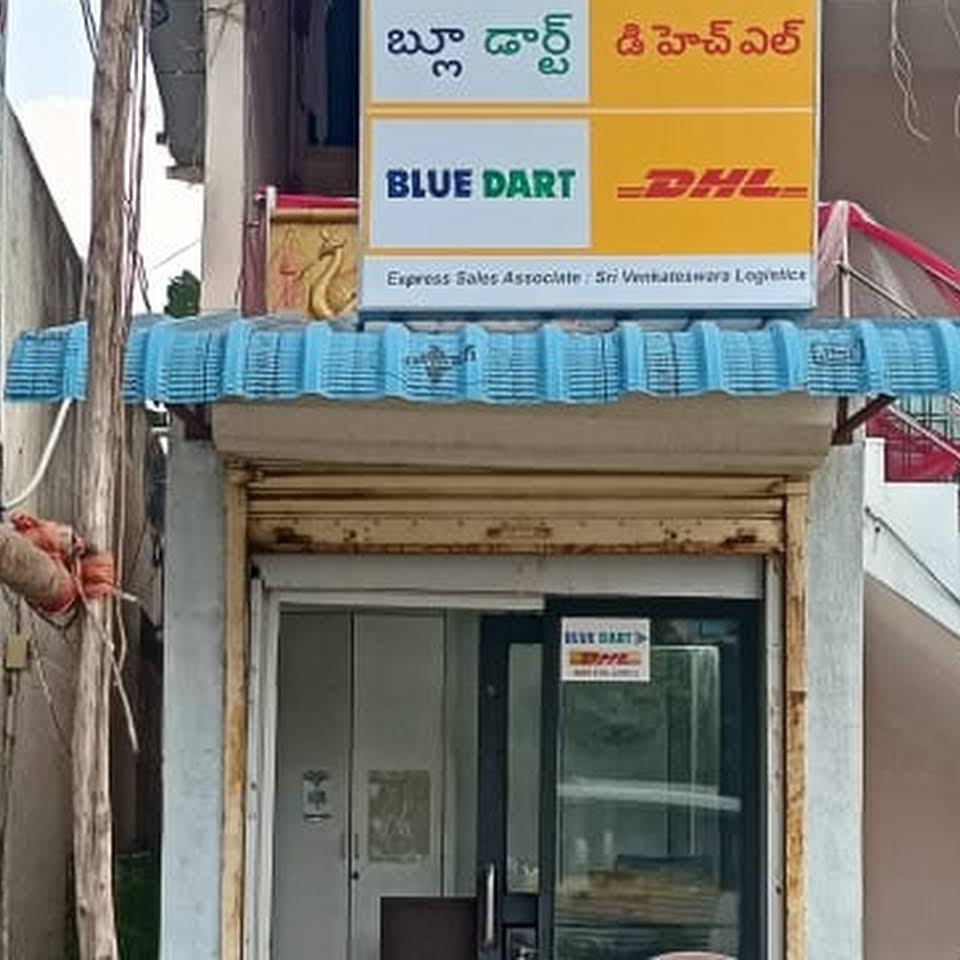 బ్లూ డార్ట్ డి హెచ్ ఎల్
BLUE DART DHL
Express Sales Associate : Sri Venkateswara Logistics
BLUE DART
DHL